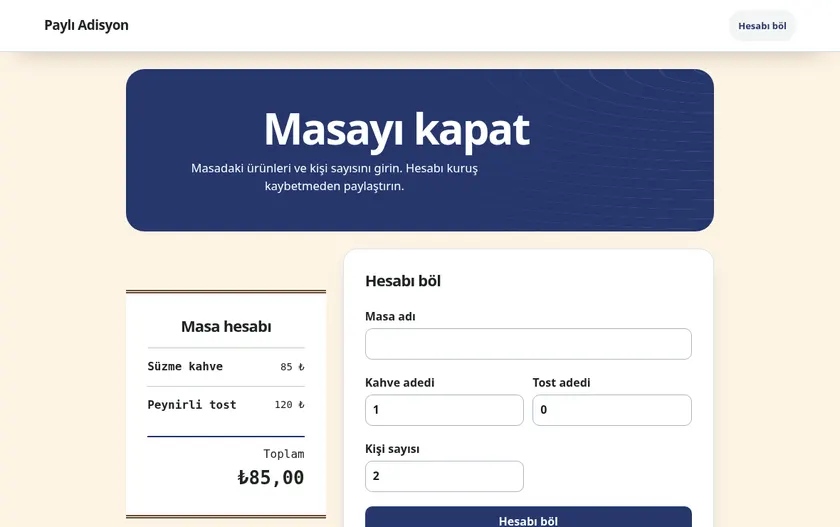 Paylı Adisyon
Hesabı böl
Masayı kapat
Masadaki ürünleri ve kişi sayısını girin. Hesabı kuruş
kaybetmeden paylaştırın.
Masa hesabı
Süzme kahve 85 ₺
Peynirli tost 120 ₺
Toplam
₺85,00
Hesabı böl
Masa adı
Kahve adedi Tost adedi
1 0
Kişi sayısı
2
Hesabı böl